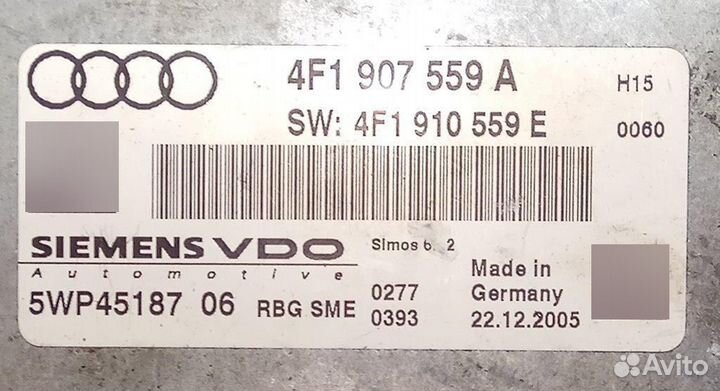 4F1 907 559 A
H15
SW: 4F1 910 559 E
0060
SIEMENS VDO
Automotive
Simos 6 2
5WP45187 06
RBG SME
0277
0393
Made in
Germany
22.12.2005
Avito